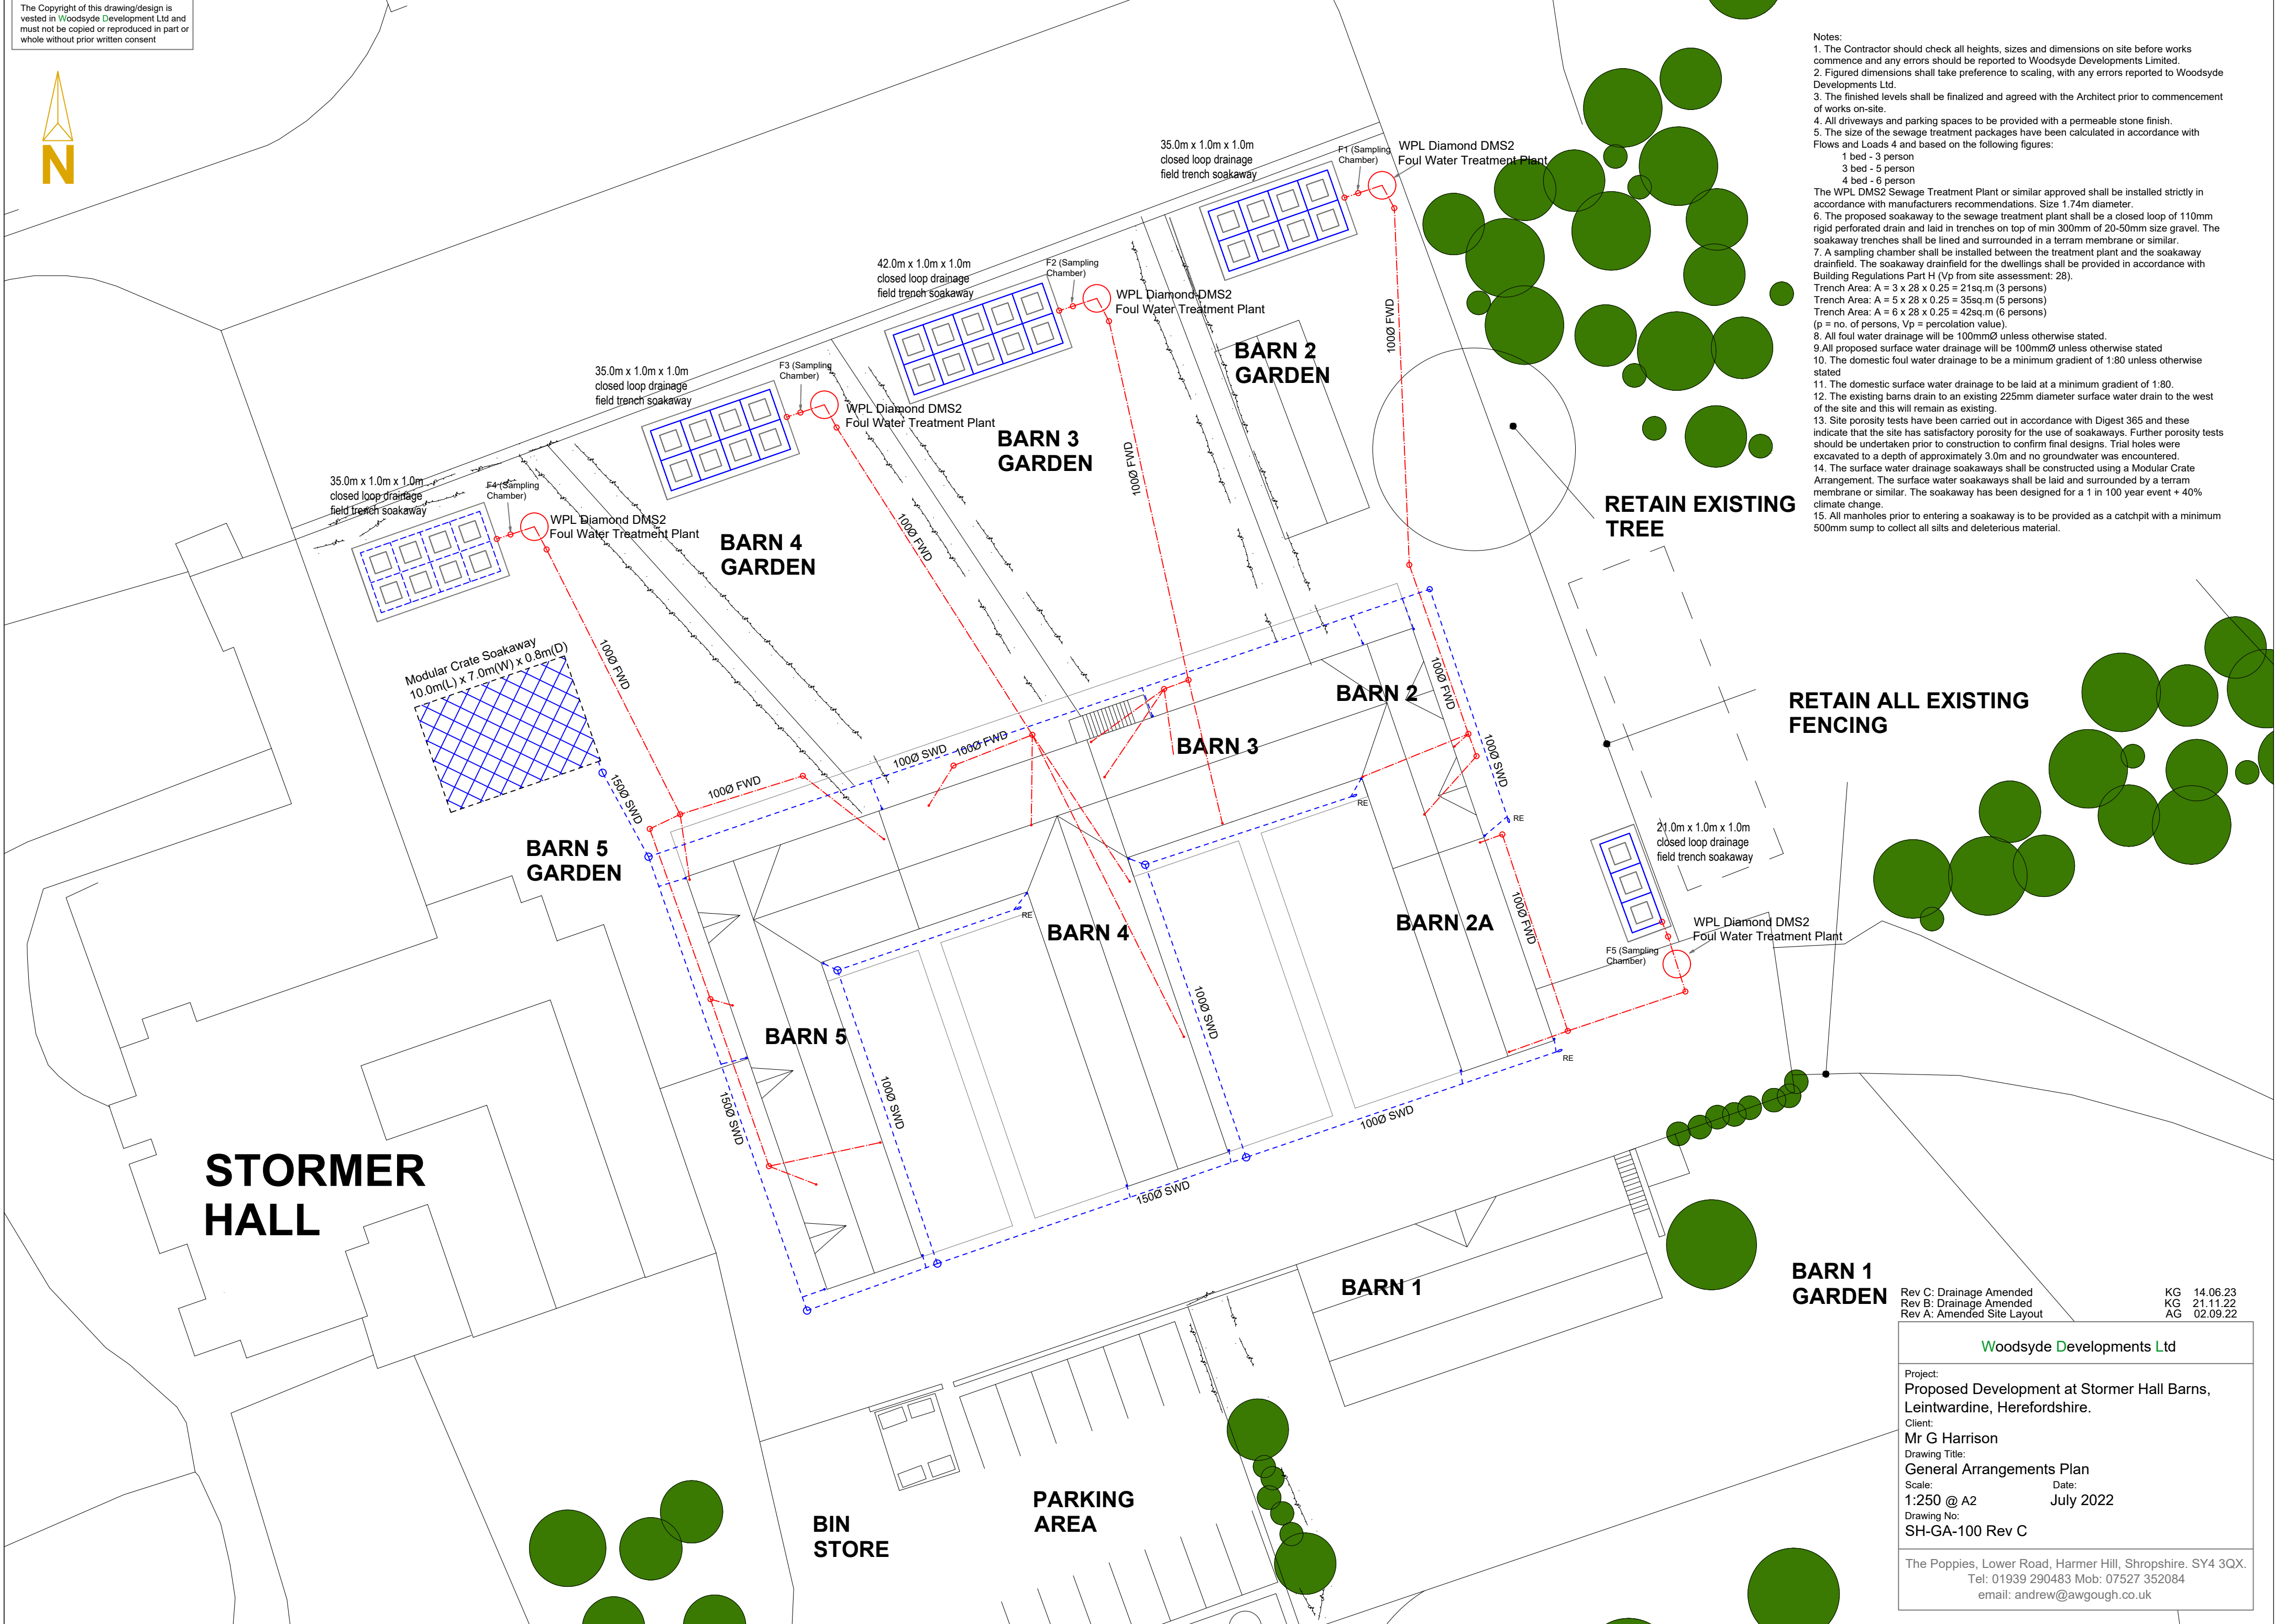 The Copyright of this drawing/design is
vested in Woodsyde Development Ltd and
must not be copied or reproduced in part or
whole without prior written consent
N
Notes:
1. The Contractor should check all heights, sizes and dimensions on site before works
commence and any errors should be reported to Woodsyde Developments Limited.
2. Figured dimensions shall take preference to scaling, with any errors reported to Woodsyde
Developments Ltd.
3. The finished levels shall be finalized and agreed with the Architect prior to commencement
of works on-site.
4. All driveways and parking spaces to be provided with a permeable stone finish.
5. The size of the sewage treatment packages have been calculated in accordance with
Flows and Loads 4 and based on the following figures:
1 bed - 3 person
3 bed - 5 person
4 bed - 6 person
The WPL DMS2 Sewage Treatment Plant or similar approved shall be installed strictly in
accordance with manufacturers recommendations. Size 1.74m diameter.
6. The proposed soakaway to the sewage treatment plant shall be a closed loop of 110mm
rigid perforated drain and laid in trenches on top of min 300mm of 20-50mm size gravel. The
soakaway trenches shall be lined and surrounded in a terram membrane or similar.
7. A sampling chamber shall be installed between the treatment plant and the soakaway
drainfield. The soakaway drainfield for the dwellings shall be provided in accordance with
Building Regulations Part H (Vp from site assessment: 28).
Trench Area: A = 3 x 28 x 0.25 = 21sq.m (3 persons)
Trench Area: A = 5 x 28 x 0.25 = 35sq.m (5 persons)
Trench Area: A = 6 x 28 x 0.25 = 42sq.m (6 persons)
(p = no. of persons, Vp = percolation value).
8. All foul water drainage will be 100mmØ unless otherwise stated.
9.All proposed surface water drainage will be 100mmØ unless otherwise stated
10. The domestic foul water drainage to be a minimum gradient of 1:80 unless otherwise
stated
11. The domestic surface water drainage to be laid at a minimum gradient of 1:80.
12. The existing barns drain to an existing 225mm diameter surface water drain to the west
of the site and this will remain as existing.
13. Site porosity tests have been carried out in accordance with Digest 365 and these
indicate that the site has satisfactory porosity for the use of soakaways. Further porosity tests
should be undertaken prior to construction to confirm final designs. Trial holes were
excavated to a depth of approximately 3.0m and no groundwater was encountered.
14. The surface water drainage soakaways shall be constructed using a Modular Crate
Arrangement. The surface water soakaways shall be laid and surrounded by a terram
membrane or similar. The soakaway has been designed for a 1 in 100 year event + 40%
climate change.
15. All manholes prior to entering a soakaway is to be provided as a catchpit with a minimum
500mm sump to collect all silts and deleterious material.
35.0m x 1.0m x 1.0m
closed loop drainage
field trench soakaway
F1 (Sampling
Chamber)
WPL Diamond DMS2
Foul Water Treatment Plant
42.0m x 1.0m x 1.0m
closed loop drainage
field trench soakaway
F2 (Sampling
Chamber)
WPL Diamond DMS2
Foul Water Treatment Plant
35.0m x 1.0m x 1.0m
closed loop drainage
field trench soakaway
F3 (Sampling
Chamber)
WPL Diamond DMS2
Foul Water Treatment Plant
35.0m x 1.0m x 1.0m
closed loop drainage
field trench soakaway
F4 (Sampling
Chamber)
WPL Diamond DMS2
Foul Water Treatment Plant
BARN 2
GARDEN
BARN 3
GARDEN
BARN 4
GARDEN
RETAIN EXISTING
TREE
100Ø FWD
100Ø FWD
100Ø FWD
100Ø FWD
Modular Crate Soakaway
10.0m(L) x 7.0m(W) x 0.8m(D)
150Ø SWD
100Ø FWD
100Ø SWD
100Ø FWD
BARN 2
BARN 3
100Ø FWD
100Ø SWD
RE
RE
RETAIN ALL EXISTING
FENCING
BARN 5
GARDEN
21.0m x 1.0m x 1.0m
closed loop drainage
field trench soakaway
WPL Diamond DMS2
Foul Water Treatment Plant
F5 (Sampling
Chamber)
RE
BARN 4
BARN 2A
100Ø FWD
100Ø SWD
BARN 5
RE
100Ø SWD
150Ø SWD
100Ø SWD
150Ø SWD
STORMER
HALL
BARN 1
BARN 1
GARDEN
BIN
STORE
PARKING
AREA
Rev C: Drainage Amended KG 14.06.23
Rev B: Drainage Amended KG 21.11.22
Rev A: Amended Site Layout AG 02.09.22
Woodsyde Developments Ltd
Project:
Proposed Development at Stormer Hall Barns,
Leintwardine, Herefordshire.
Client:
Mr G Harrison
Drawing Title:
General Arrangements Plan
Scale: Date:
1:250 @ A2 July 2022
Drawing No:
SH-GA-100 Rev C
The Poppies, Lower Road, Harmer Hill, Shropshire. SY4 3QX.
Tel: 01939 290483 Mob: 07527 352084
email: andrew@awgough.co.uk